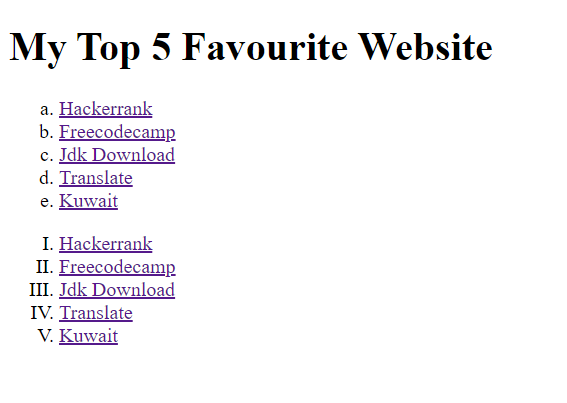 My Top 5 Favourite Website
a. Hackerrank
b. Freecodecamp
c. Jdk Download
d. Translate
e. Kuwait
I. Hackerrank
II. Freecodecamp
III. Jdk Download
IV. Translate
V. Kuwait